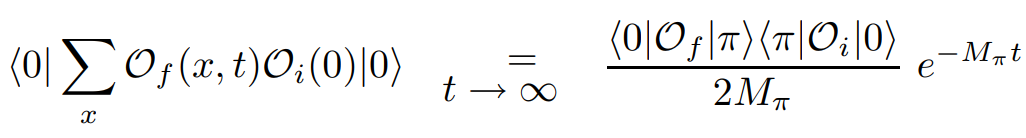 ⟨0| ∑ₓ 𝒪_f(x, t)𝒪_i(0)|0⟩ =_{t → ∞} ⟨0|𝒪_f|π⟩⟨π|𝒪_i|0⟩ / 2M_π e^{−M_π t}